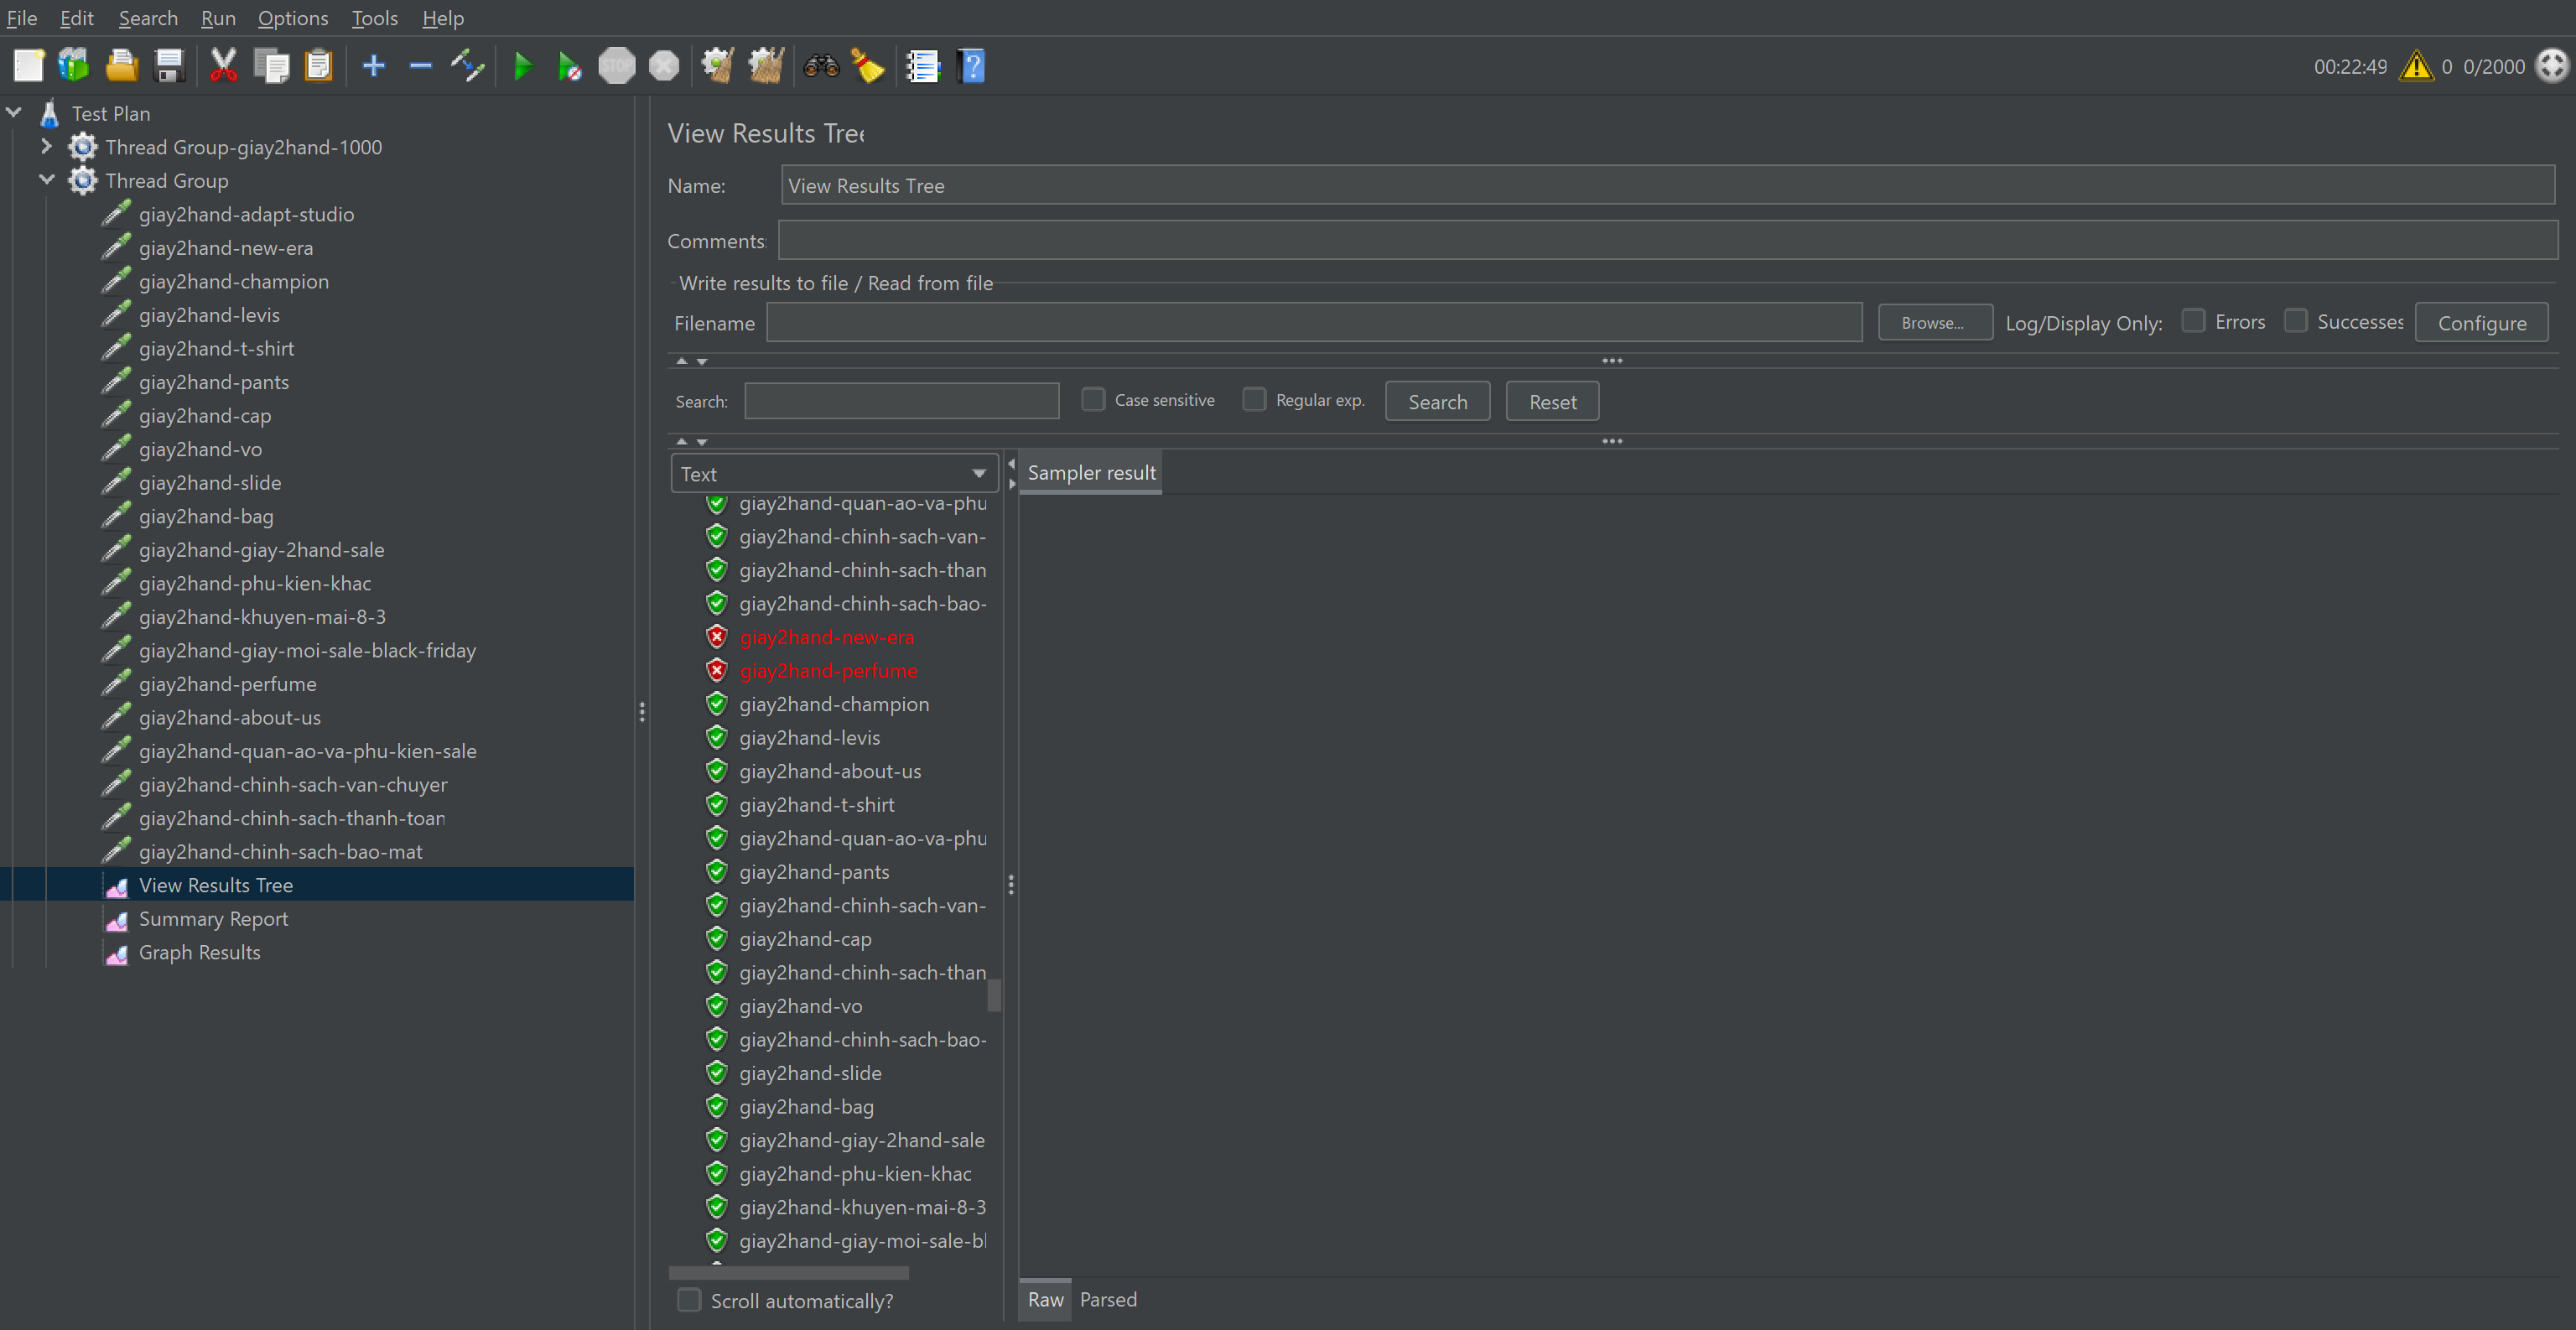 File Edit Search Run Options Tools Help
STOP
00:22:49 0 0/2000
Test Plan
Thread Group-giay2hand-1000
Thread Group
giay2hand-adapt-studio
giay2hand-new-era
giay2hand-champion
giay2hand-levis
giay2hand-t-shirt
giay2hand-pants
giay2hand-cap
giay2hand-vo
giay2hand-slide
giay2hand-bag
giay2hand-giay-2hand-sale
giay2hand-phu-kien-khac
giay2hand-khuyen-mai-8-3
giay2hand-giay-moi-sale-black-friday
giay2hand-perfume
giay2hand-about-us
giay2hand-quan-ao-va-phu-kien-sale
giay2hand-chinh-sach-van-chuyer
giay2hand-chinh-sach-thanh-toan
giay2hand-chinh-sach-bao-mat
View Results Tree
Summary Report
Graph Results
View Results Tree
Name: View Results Tree
Comments:
Write results to file / Read from file
Filename Browse... Log/Display Only: Errors Successes Configure
Search: Case sensitive Regular exp. Search Reset
Text
giay2hand-quan-ao-va-phu
giay2hand-chinh-sach-van-
giay2hand-chinh-sach-than
giay2hand-chinh-sach-bao-
giay2hand-new-era
giay2hand-perfume
giay2hand-champion
giay2hand-levis
giay2hand-about-us
giay2hand-t-shirt
giay2hand-quan-ao-va-phu
giay2hand-pants
giay2hand-chinh-sach-van-
giay2hand-cap
giay2hand-chinh-sach-than
giay2hand-vo
giay2hand-chinh-sach-bao-
giay2hand-slide
giay2hand-bag
giay2hand-giay-2hand-sale
giay2hand-phu-kien-khac
giay2hand-khuyen-mai-8-3
giay2hand-giay-moi-sale-bl
Scroll automatically?
Sampler result
Raw Parsed